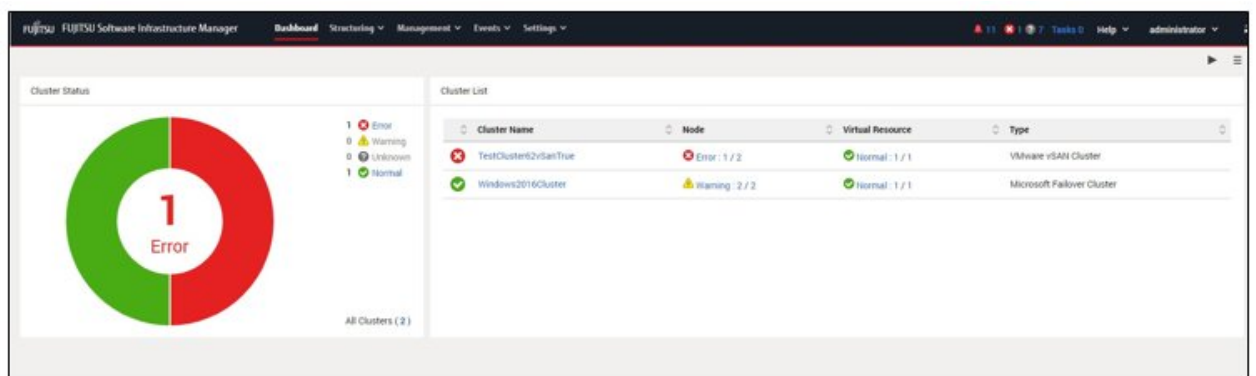 FUJITSU FUJITSU Software Infrastructure Manager Dashboard Structuring Management Events Settings 11 1 7 Tasks 0 Help administrator
Cluster Status
1 Error
0 Warning
0 Unknown
1 Normal
1
Error
All Clusters ( 2 )
Cluster List
Cluster Name Node Virtual Resource Type
TestCluster62vSanTrue Error : 1 / 2 Normal : 1 / 1 VMware vSAN Cluster
Windows2016Cluster Warning : 2 / 2 Normal : 1 / 1 Microsoft Failover Cluster